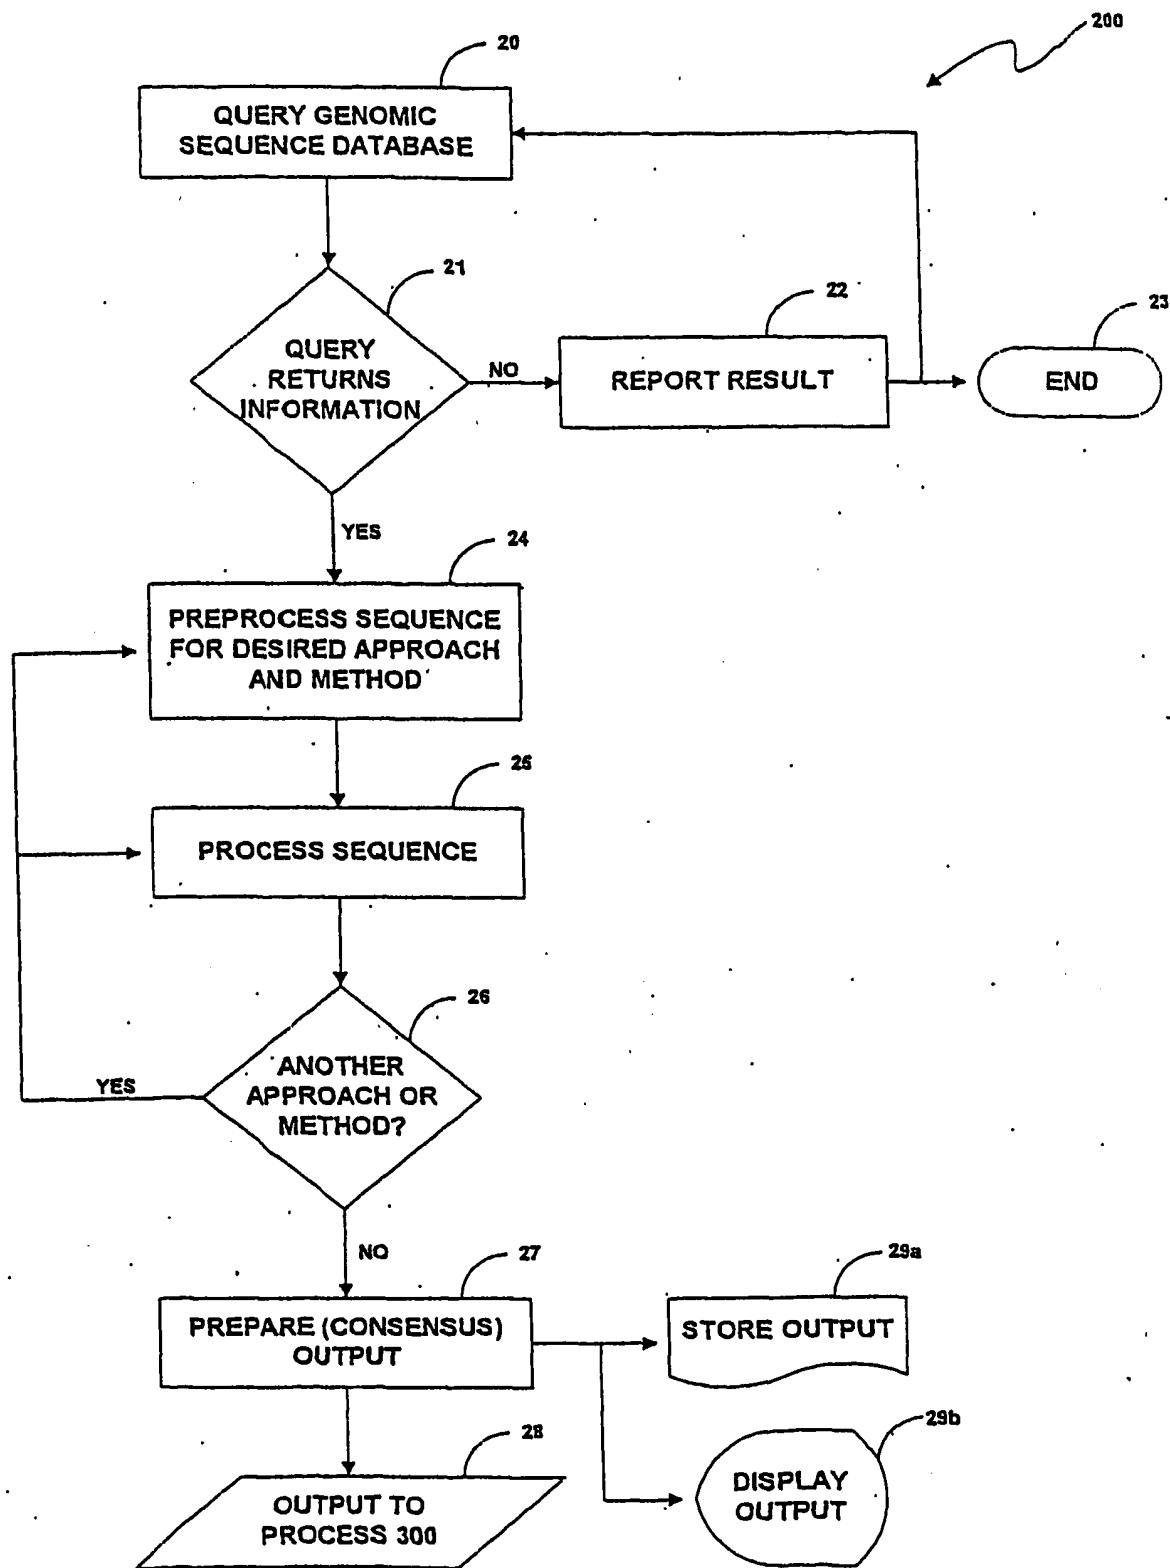 200
20
QUERY GENOMIC
SEQUENCE DATABASE
21
QUERY
RETURNS
INFORMATION
NO
22
REPORT RESULT
23
END
YES
24
PREPROCESS SEQUENCE
FOR DESIRED APPROACH
AND METHOD
25
PROCESS SEQUENCE
26
ANOTHER
APPROACH OR
METHOD?
YES
NO
27
PREPARE (CONSENSUS)
OUTPUT
29a
STORE OUTPUT
28
OUTPUT TO
PROCESS 300
29b
DISPLAY
OUTPUT